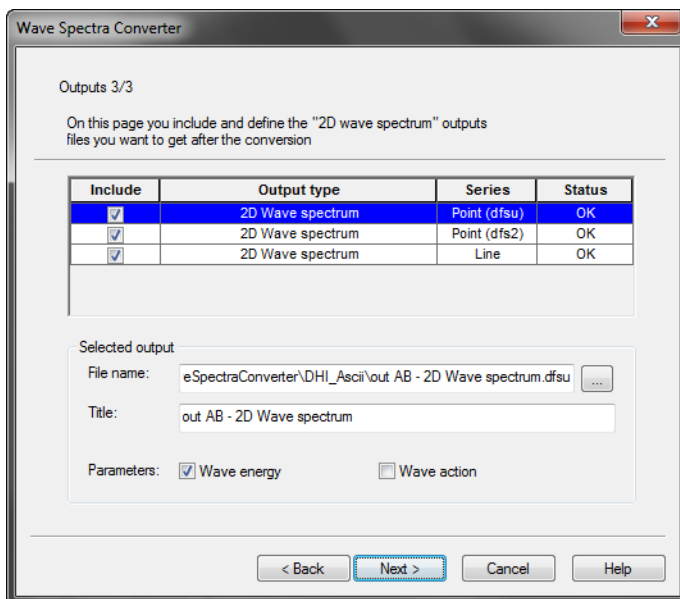 Wave Spectra Converter
Outputs 3/3
On this page you include and define the "2D wave spectrum" outputs
files you want to get after the conversion
Include Output type Series Status
2D Wave spectrum Point (dfsu) OK
2D Wave spectrum Point (dfs2) OK
2D Wave spectrum Line OK
Selected output
File name: eSpectraConverter\DHI_Ascii\out AB - 2D Wave spectrum.dfsu ...
Title: out AB - 2D Wave spectrum
Parameters: Wave energy Wave action
< Back Next > Cancel Help